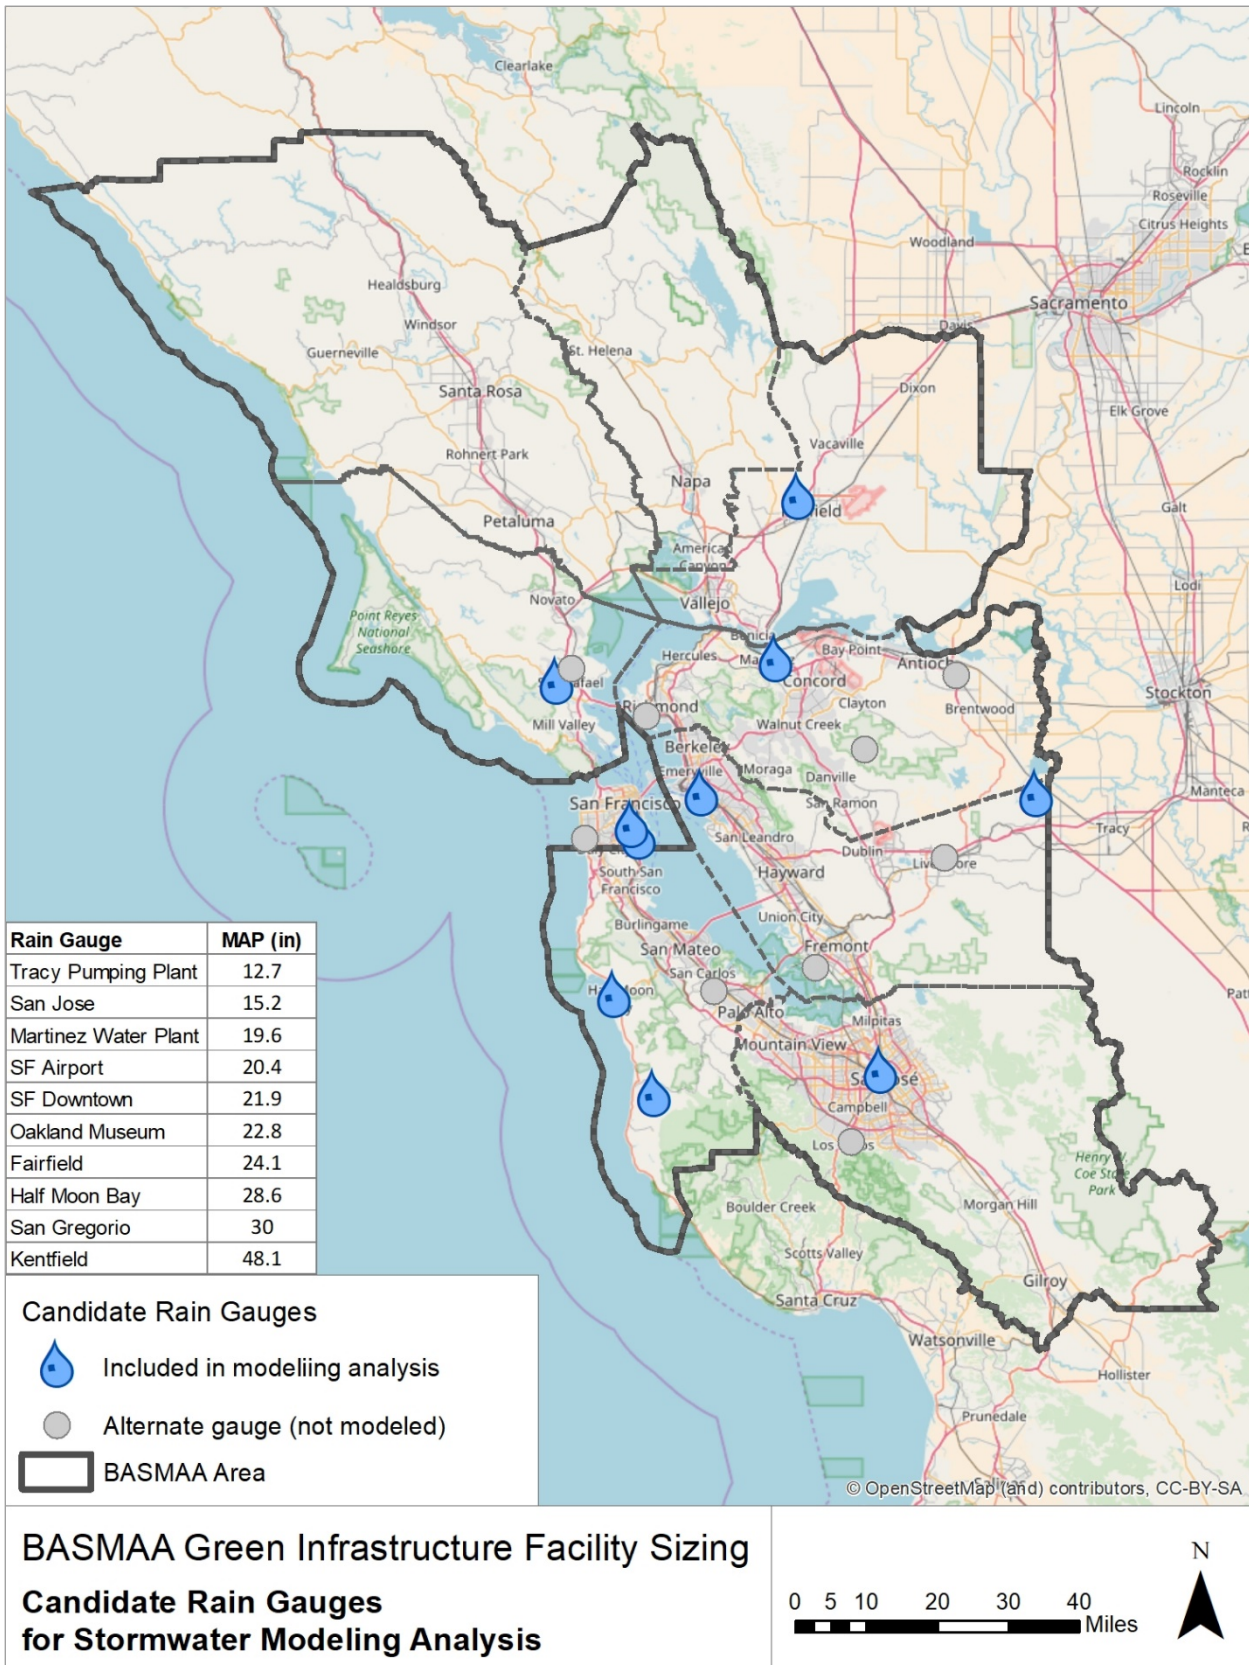 Clearlake
Lincoln
Rocklin
Roseville
Citrus Heights
Woodland
Sacramento
Davis
Healdsburg
Windsor
Guerneville
St. Helena
Santa Rosa
Dixon
Elk Grove
Vacaville
Rohnert Park
Napa
Galt
Petaluma
American
Canyon
Lodi
Novato
Vallejo
Point Reyes
National
Seashore
Benicia
Hercules
Bay Point
Antioch
Concord
Stockton
Clayton
Brentwood
Mill Valley
Walnut Creek
Berkeley
Emerville
Moraga
Danville
Manteca
San Francisco
San Ramon
Tracy
San Leandro
Dublin
South San
Francisco
Hayward
Union City
Burlingame
San Mateo
Fremont
San Carlos
Palo Alto
Milpitas
Mountain View
Campbell
Henry W.
Coe State
Park
Morgan Hill
Boulder Creek
Scotts Valley
Gilroy
Santa Cruz
Watsonville
Hollister
Prunedale
Rain Gauge MAP (in)
Tracy Pumping Plant 12.7
San Jose 15.2
Martinez Water Plant 19.6
SF Airport 20.4
SF Downtown 21.9
Oakland Museum 22.8
Fairfield 24.1
Half Moon Bay 28.6
San Gregorio 30
Kentfield 48.1
Candidate Rain Gauges
Included in modeliing analysis
Alternate gauge (not modeled)
BASMAA Area
© OpenStreetMap (and) contributors, CC-BY-SA
BASMAA Green Infrastructure Facility Sizing
Candidate Rain Gauges
for Stormwater Modeling Analysis
0 5 10 20 30 40
Miles
N